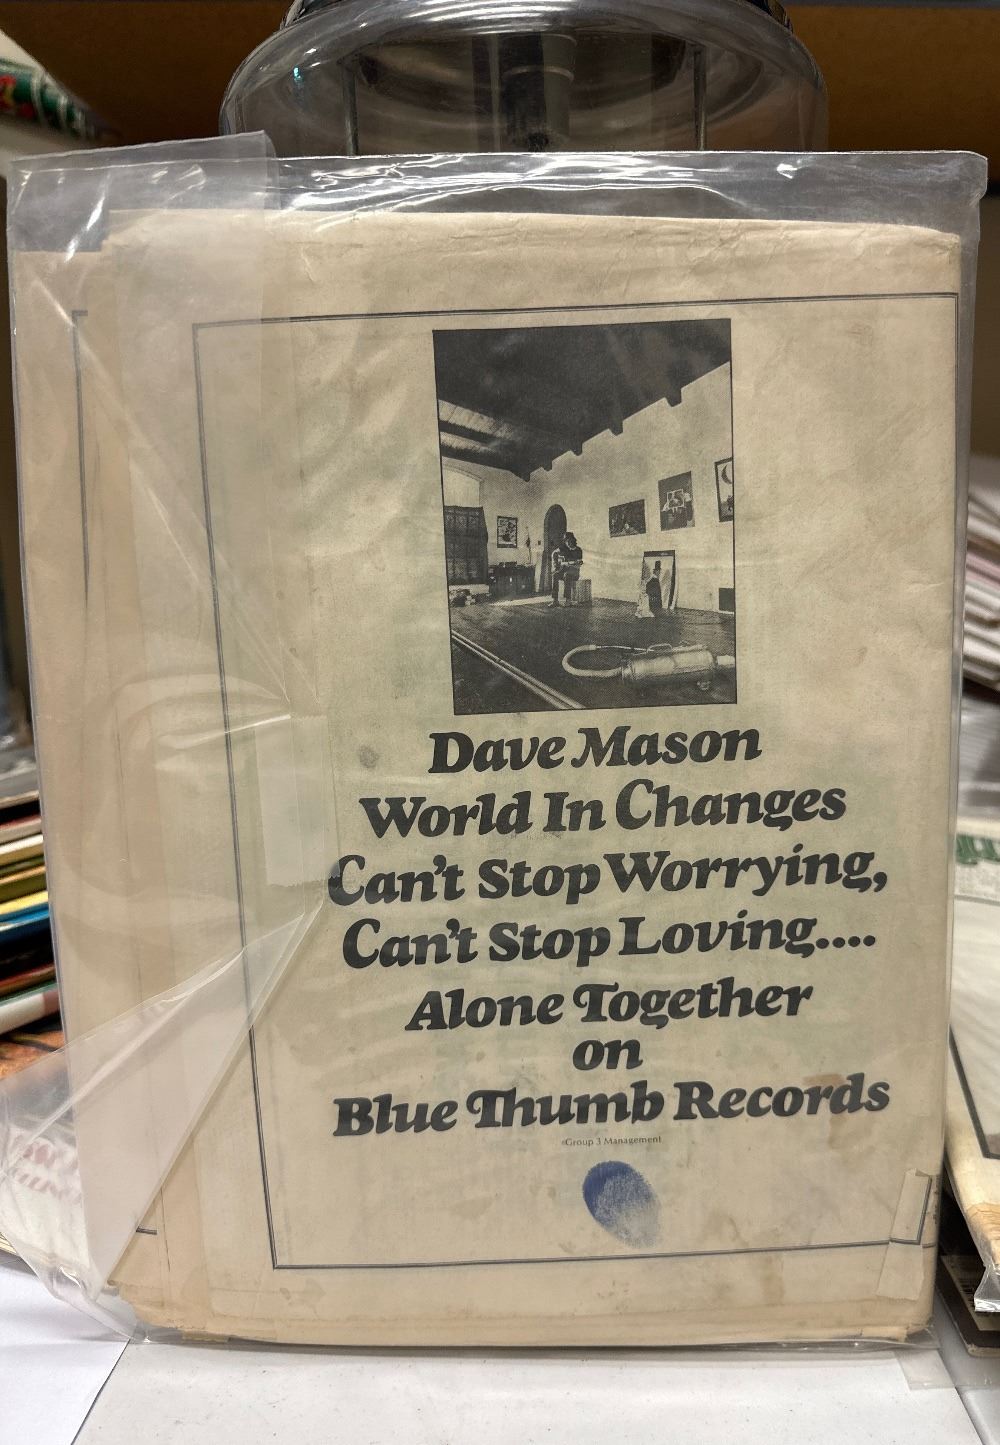 Dave Mason
World In Changes
Can't Stop Worrying,
Can't Stop Loving....
Alone Together
on
Blue Thumb Records
Group 3 Management